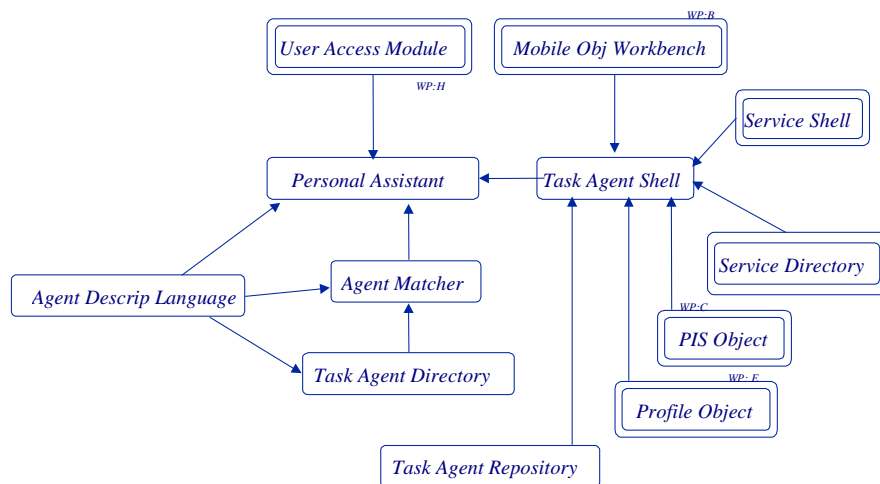 WP:B
User Access Module
Mobile Obj Workbench
WP:H
Service Shell
Personal Assistant
Task Agent Shell
Service Directory
Agent Matcher
Agent Descrip Language
WP:C
PIS Object
Task Agent Directory
WP: E
Profile Object
Task Agent Repository